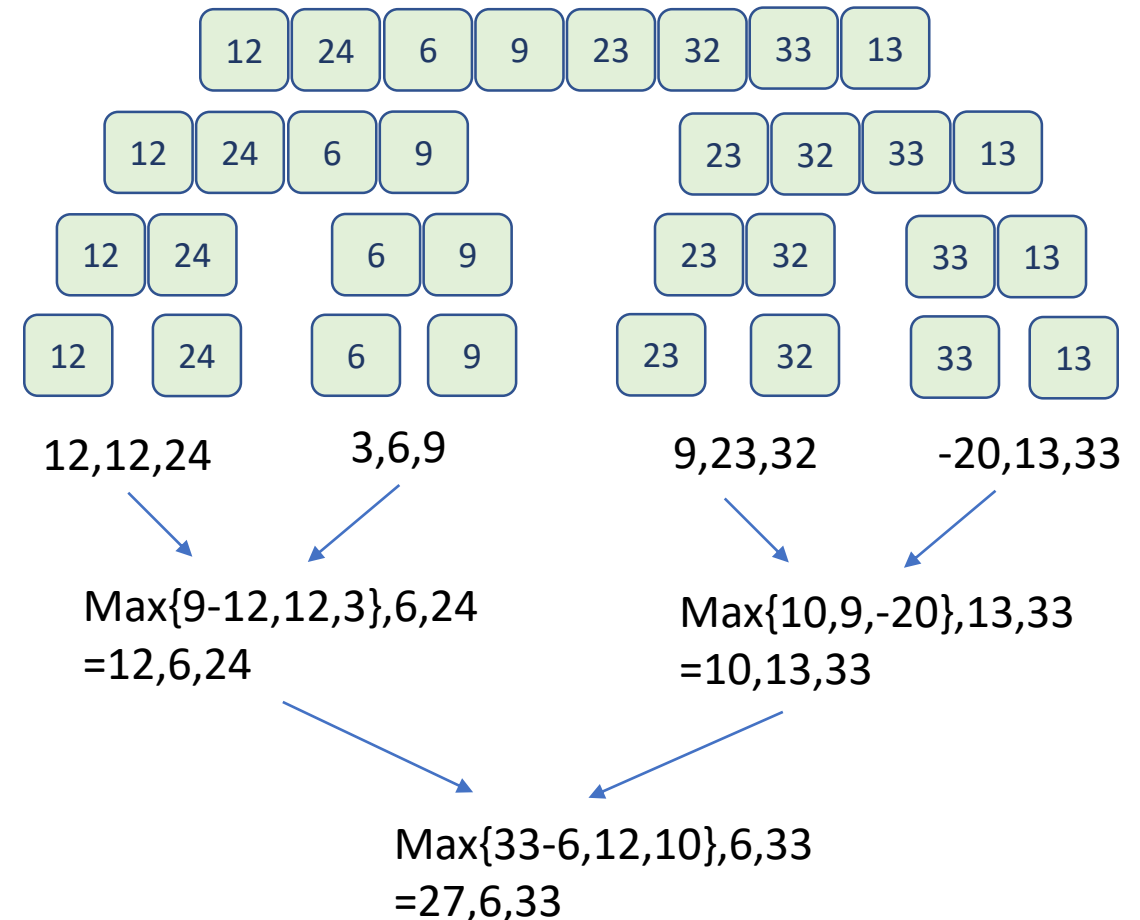 12 24 6 9 23 32 33 13
12 24 6 9 23 32 33 13
12 24 6 9 23 32 33 13
12 24 6 9 23 32 33 13
12,12,24 3,6,9 9,23,32 -20,13,33
Max{9-12,12,3},6,24 Max{10,9,-20},13,33
=12,6,24 =10,13,33
Max{33-6,12,10},6,33
=27,6,33